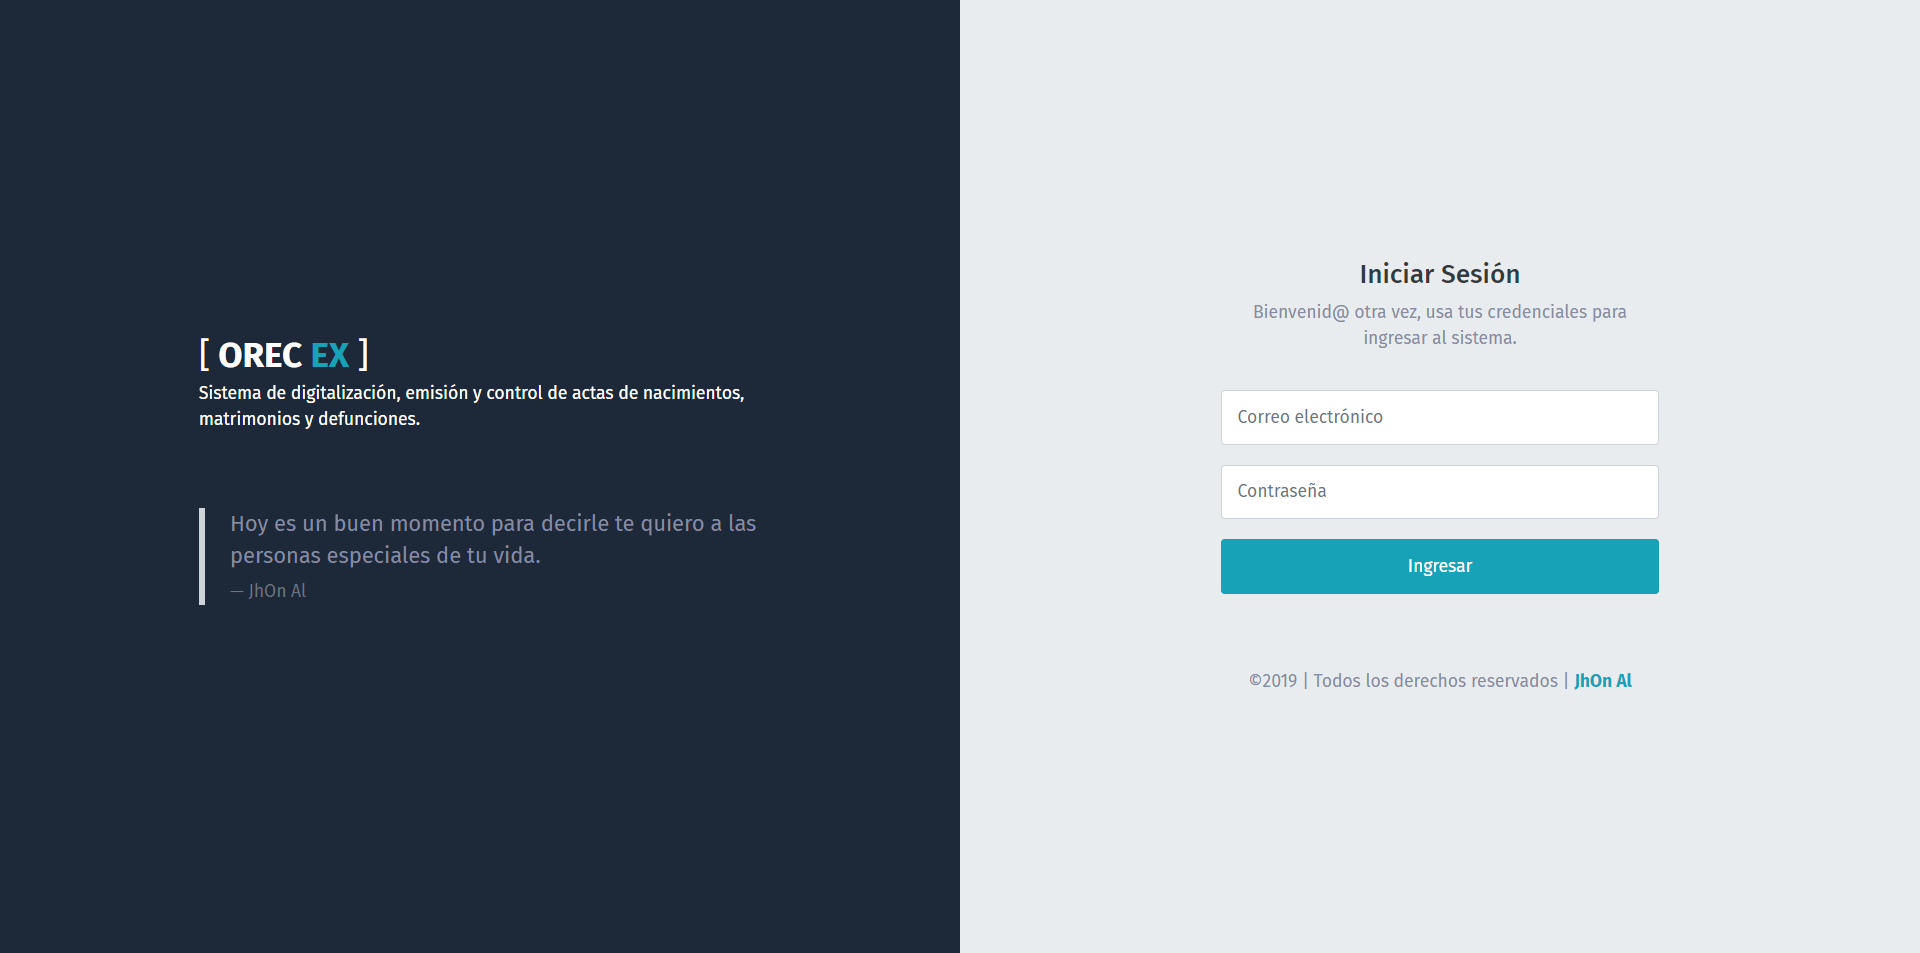 [ OREC EX ]
Sistema de digitalización, emisión y control de actas de nacimientos,
matrimonios y defunciones.
Hoy es un buen momento para decirle te quiero a las
personas especiales de tu vida.
— JhOn Al
Iniciar Sesión
Bienvenid@ otra vez, usa tus credenciales para
ingresar al sistema.
Correo electrónico
Contraseña
Ingresar
©2019 | Todos los derechos reservados | JhOn Al